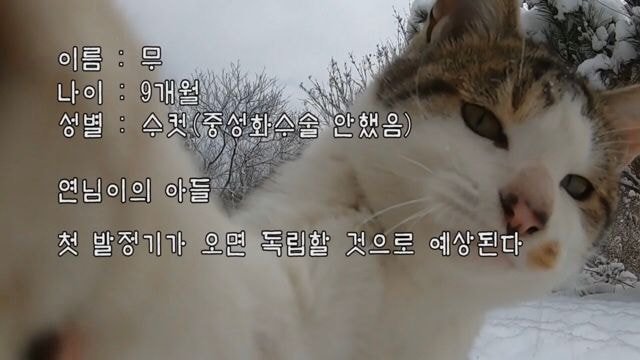 이름 : 무
나이 : 9개월
성별 : 수컷(중성화수술 안했음)
연님이의 아들
첫 발정기가 오면 독립할 것으로 예상된다